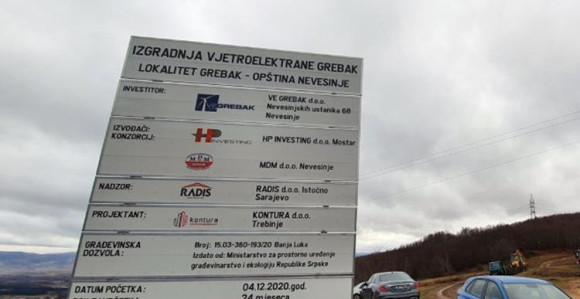 IZGRADNJA VJETROELEKTRANE GREBAK
LOKALITET GREBAK - OPŠTINA NEVESINJE
INVESTITOR:
GREBAK
VE GREBAK d.o.o.
Nevesinjskih ustanika 68
Nevesinje
IZVOĐAČI
KONZORCIJ:
HP INVESTING
HP INVESTING d.o.o. Mostar
MDM d.o.o. Nevesinje
NADZOR:
RADIS
RADIS d.o.o. Istočno
Sarajevo
PROJEKTANT:
kontura
KONTURA d.o.o.
Trebinje
GRAĐEVINSKA
DOZVOLA:
Broj: 15.03-360-193/20 Banja Luka
Izdato od: Ministarstvo za prostorno uređenje
građevinarstvo i ekologiju Republike Srpske
DATUM POČETKA:
04.12.2020.god.
24 mjeseca